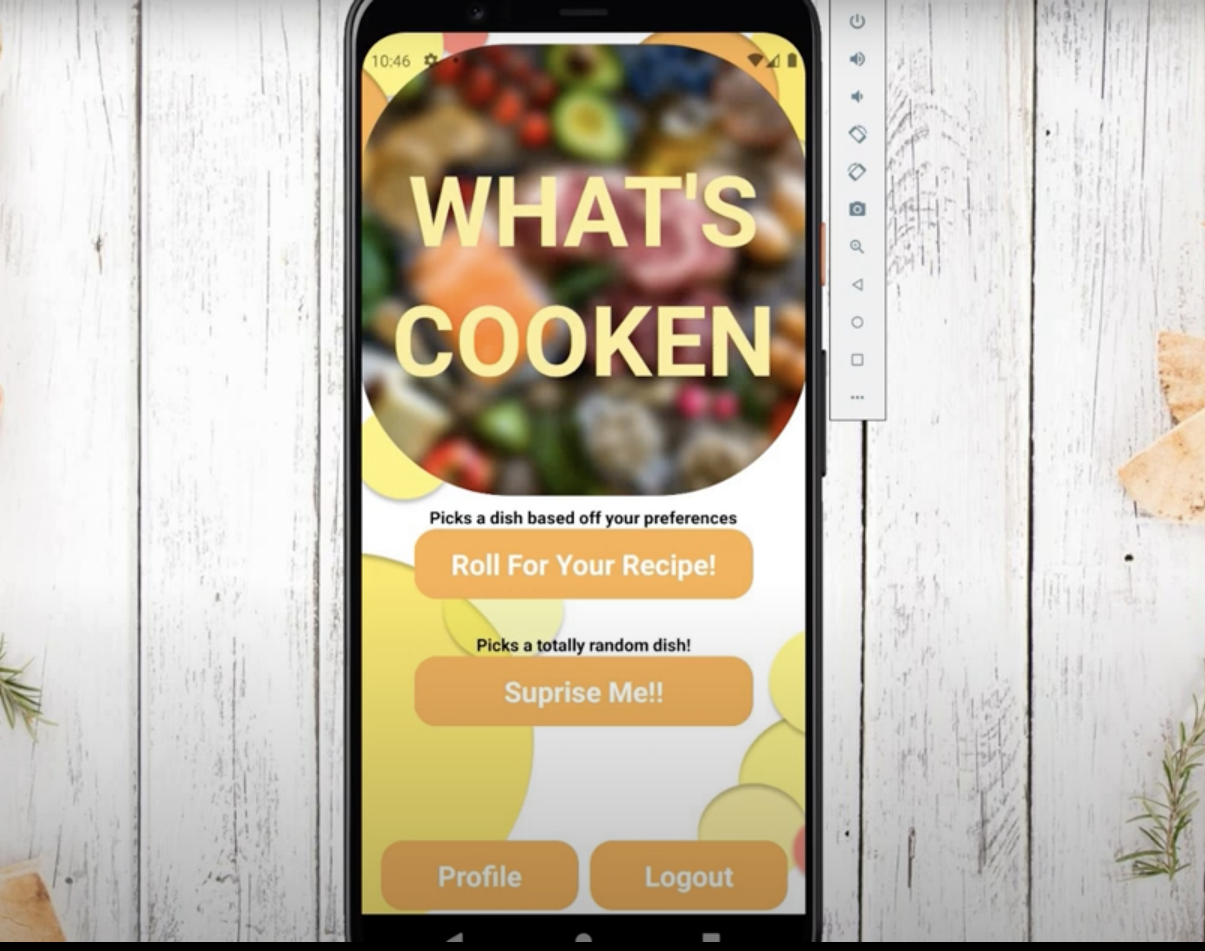 10:46
WHAT'S
COOKEN
Picks a dish based off your preferences
Roll For Your Recipe!
Picks a totally random dish!
Suprise Me!!
Profile
Logout